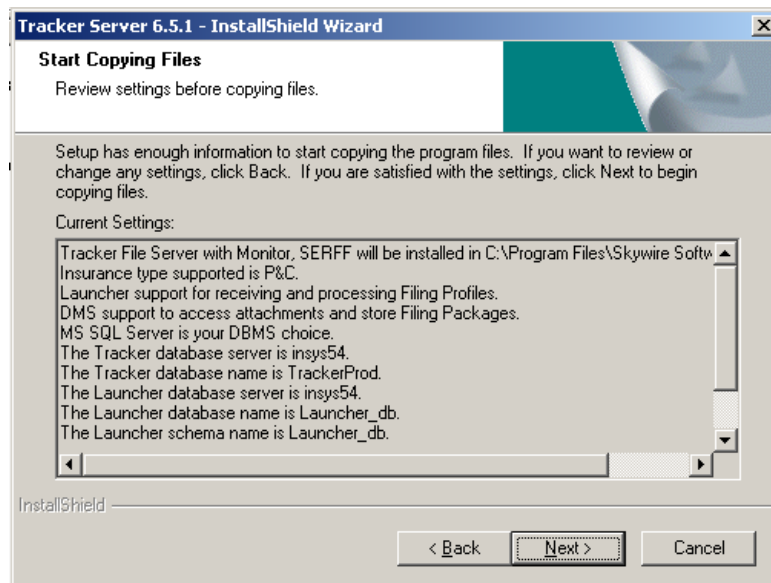 Tracker Server 6.5.1 - InstallShield Wizard
Start Copying Files
Review settings before copying files.
Setup has enough information to start copying the program files. If you want to review or
change any settings, click Back. If you are satisfied with the settings, click Next to begin
copying files.
Current Settings:
Tracker File Server with Monitor, SERFF will be installed in C:\Program Files\Skywire Softw
Insurance type supported is P&C.
Launcher support for receiving and processing Filing Profiles.
DMS support to access attachments and store Filing Packages.
MS SQL Server is your DBMS choice.
The Tracker database server is insys54.
The Tracker database name is TrackerProd.
The Launcher database server is insys54.
The Launcher database name is Launcher_db.
The Launcher schema name is Launcher_db.
InstallShield
< Back
Next >
Cancel